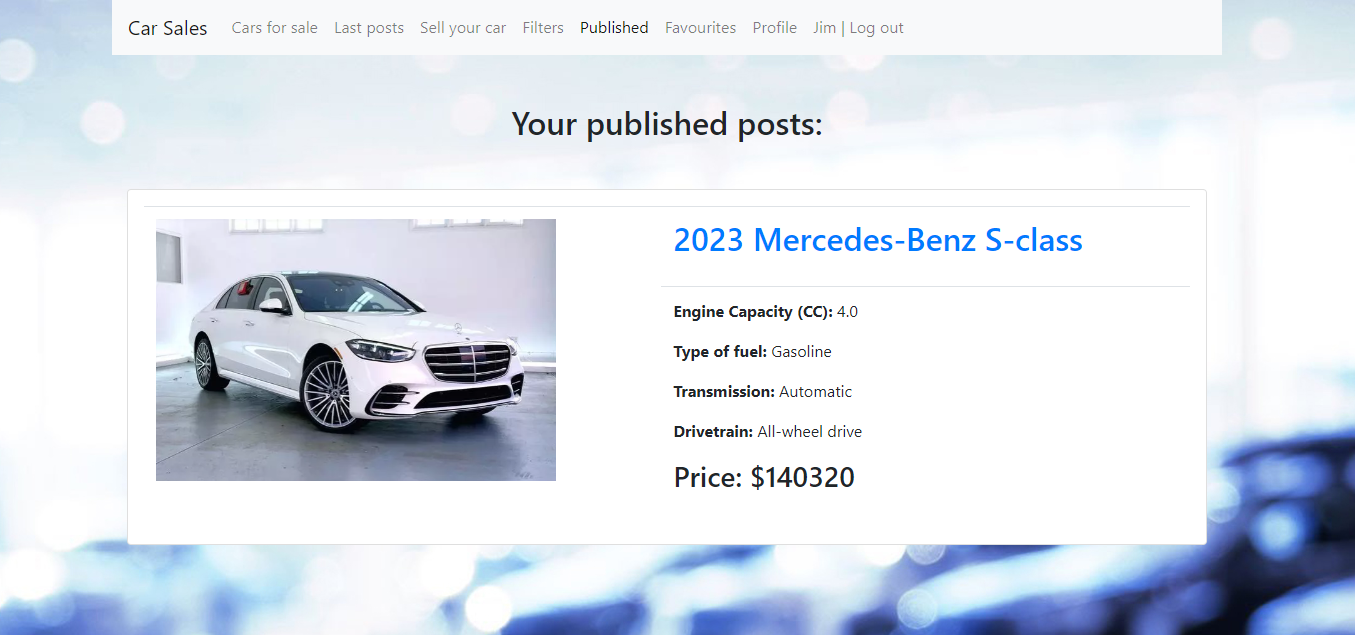 Car Sales Cars for sale Last posts Sell your car Filters Published Favourites Profile Jim | Log out
Your published posts:
2023 Mercedes-Benz S-class
Engine Capacity (CC): 4.0
Type of fuel: Gasoline
Transmission: Automatic
Drivetrain: All-wheel drive
Price: $140320